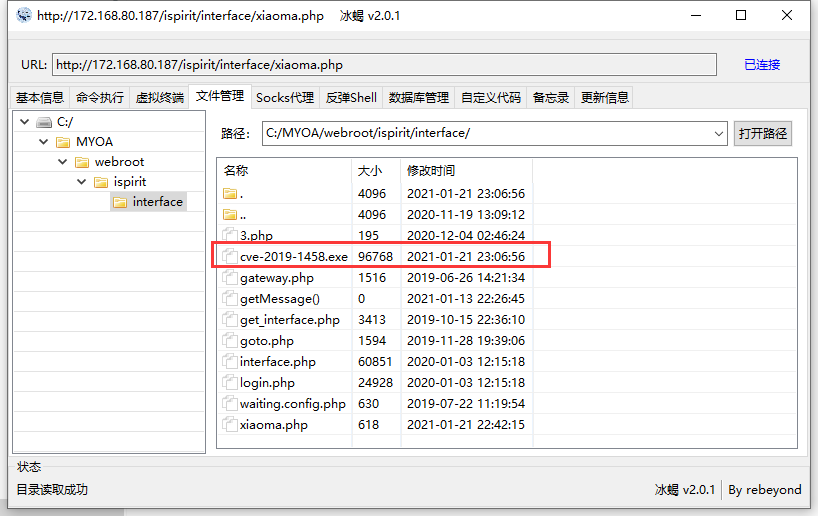 http://172.168.80.187/ispirit/interface/xiaoma.php 冰蝎 v2.0.1
URL: http://172.168.80.187/ispirit/interface/xiaoma.php 已连接
基本信息 命令执行 虚拟终端 文件管理 Socks代理 反弹Shell 数据库管理 自定义代码 备忘录 更新信息
C:/
MYOA
webroot
ispirit
interface
路径: C:/MYOA/webroot/ispirit/interface/ 打开路径
名称 大小 修改时间
. 4096 2021-01-21 23:06:56
.. 4096 2020-11-19 13:09:12
3.php 195 2020-12-04 02:46:24
cve-2019-1458.exe 96768 2021-01-21 23:06:56
gateway.php 1516 2019-06-26 14:21:34
getMessage() 0 2021-01-13 22:26:45
get_interface.php 3413 2019-10-15 22:36:10
goto.php 1594 2019-11-28 19:39:06
interface.php 60851 2020-01-03 12:15:18
login.php 24928 2020-01-03 12:15:18
waiting.config.php 630 2019-07-22 11:19:54
xiaoma.php 618 2021-01-21 22:42:15
状态
目录读取成功 冰蝎 v2.0.1 By rebeyond